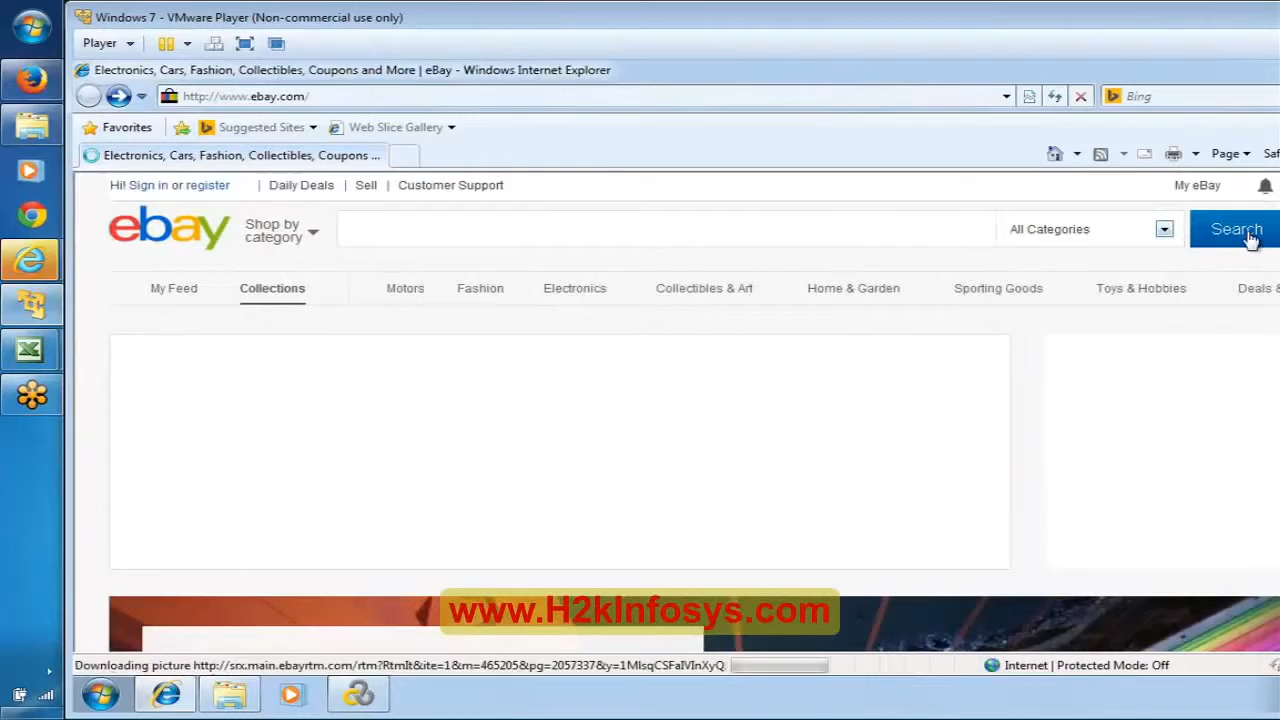 Windows 7 - VMware Player (Non-commercial use only)
Player
Electronics, Cars, Fashion, Collectibles, Coupons and More | eBay - Windows Internet Explorer
http://www.ebay.com/
Bing
Favorites
Suggested Sites
Web Slice Gallery
Electronics, Cars, Fashion, Collectibles, Coupons ...
Page
Saf
Hi! Sign in or register
Daily Deals
Sell
Customer Support
My eBay
ebay
Shop by category
All Categories
Search
My Feed
Collections
Motors
Fashion
Electronics
Collectibles & Art
Home & Garden
Sporting Goods
Toys & Hobbies
Deals &
www.H2kInfosys.com
Downloading picture
Internet | Protected Mode: Off